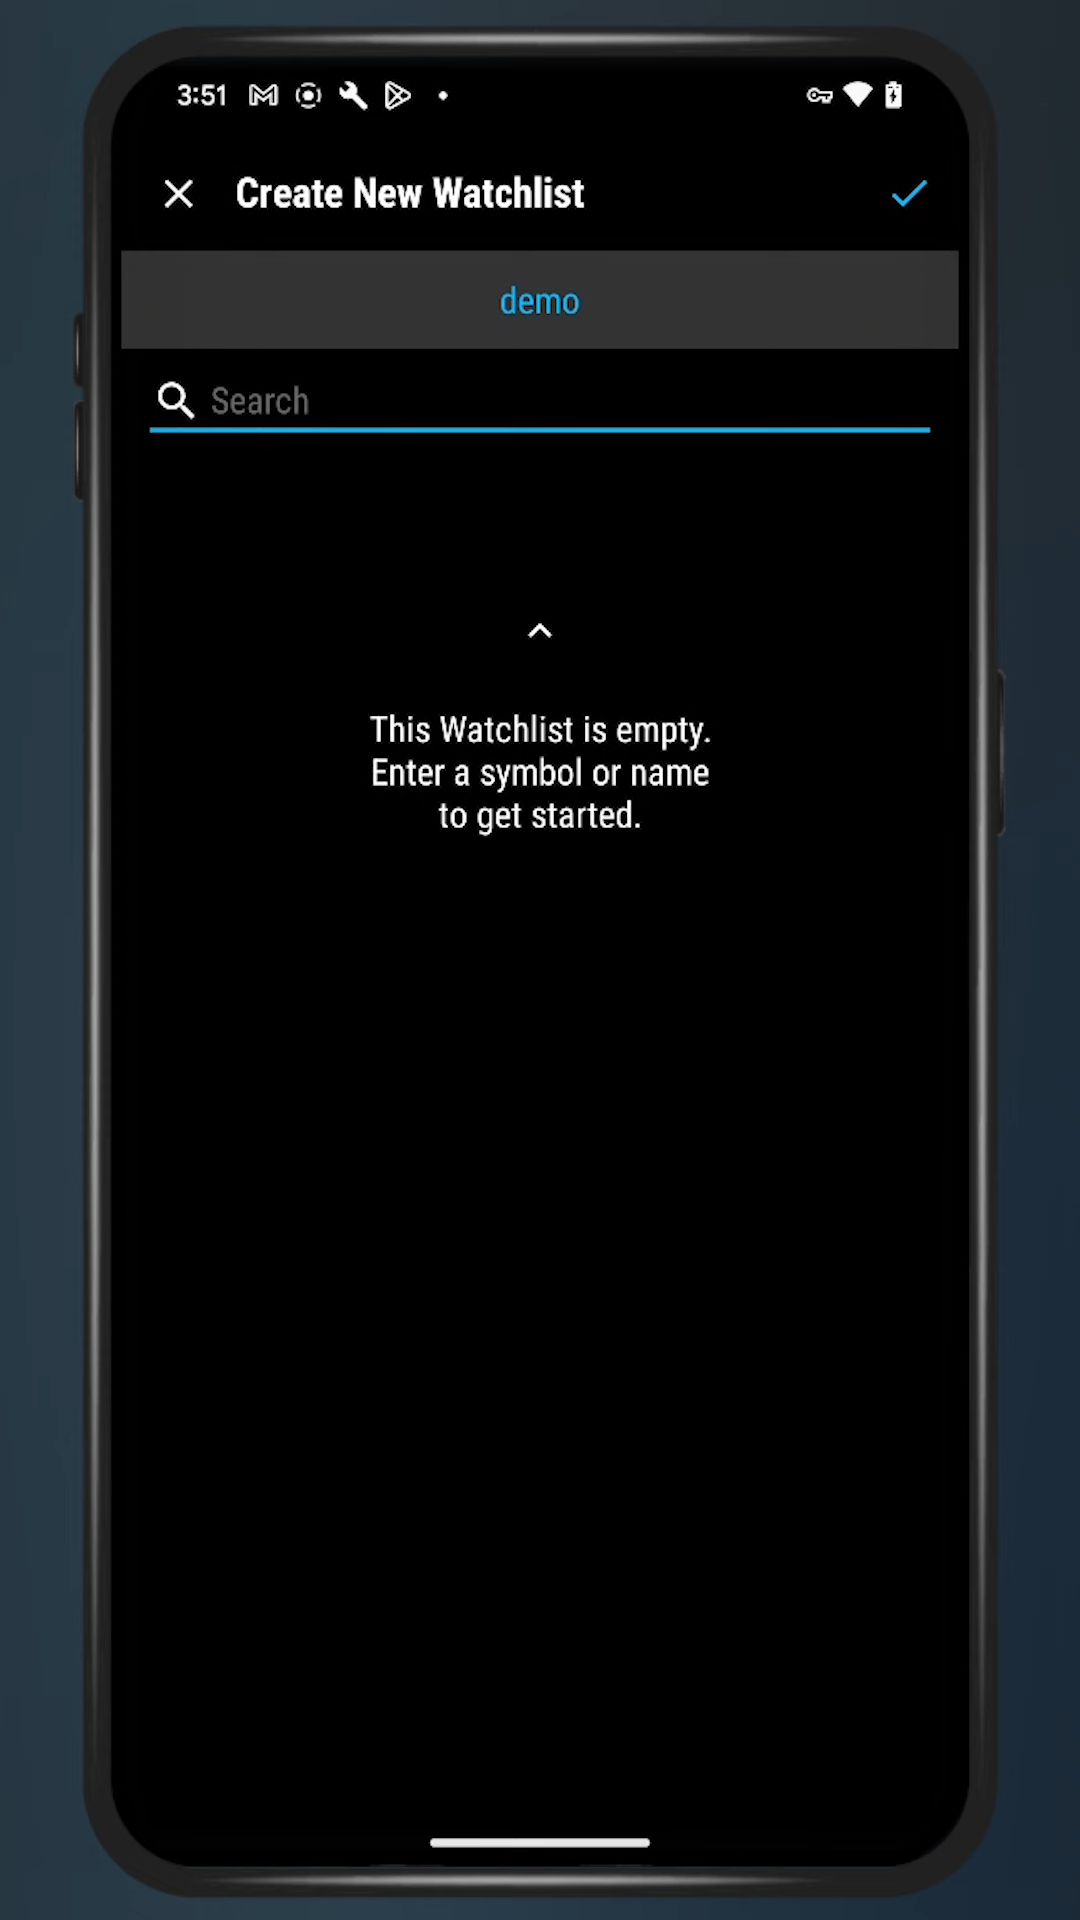 3:51
Create New Watchlist
demo
Search
This Watchlist is empty.
Enter a symbol or name
to get started.